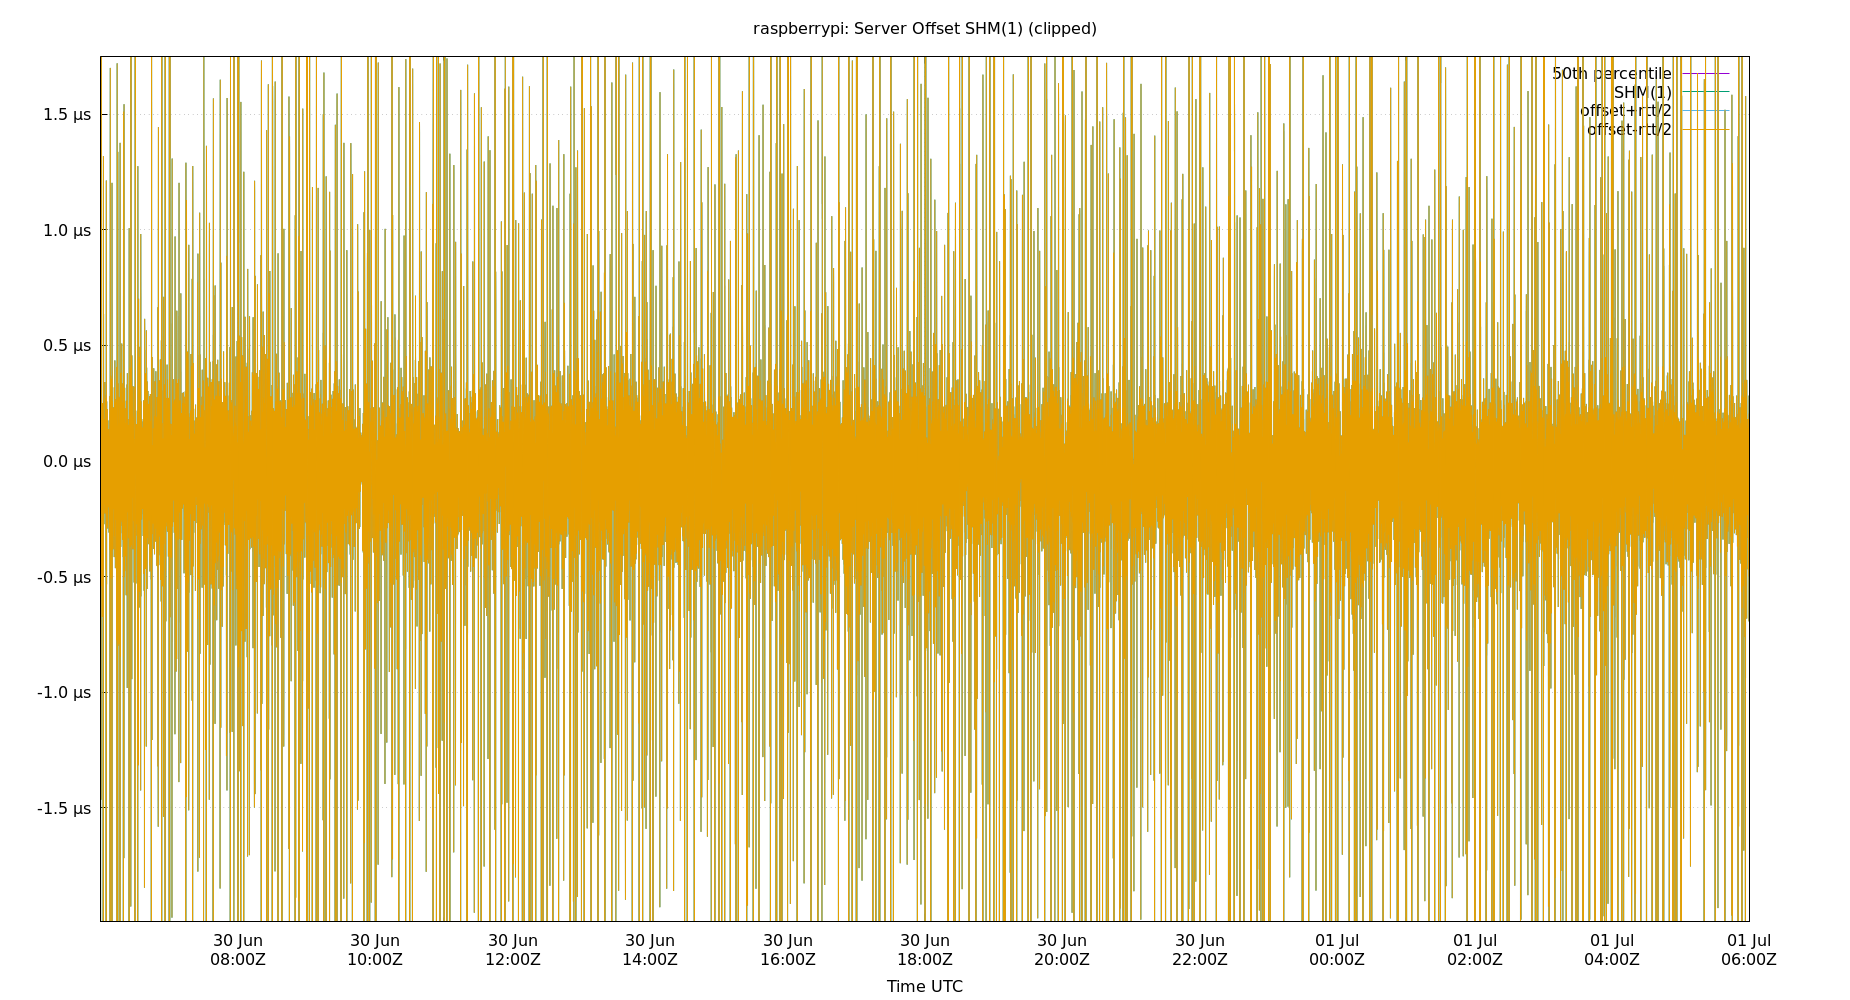 raspberrypi: Server Offset SHM(1) (clipped)
50th percentile
SHM(1)
offset+rtt/2
offset-rtt/2
1.5 µs
1.0 µs
0.5 µs
0.0 µs
-0.5 µs
-1.0 µs
-1.5 µs
30 Jun 30 Jun 30 Jun 30 Jun 30 Jun 30 Jun 30 Jun 30 Jun 01 Jul 01 Jul 01 Jul 01 Jul
08:00Z 10:00Z 12:00Z 14:00Z 16:00Z 18:00Z 20:00Z 22:00Z 00:00Z 02:00Z 04:00Z 06:00Z
Time UTC